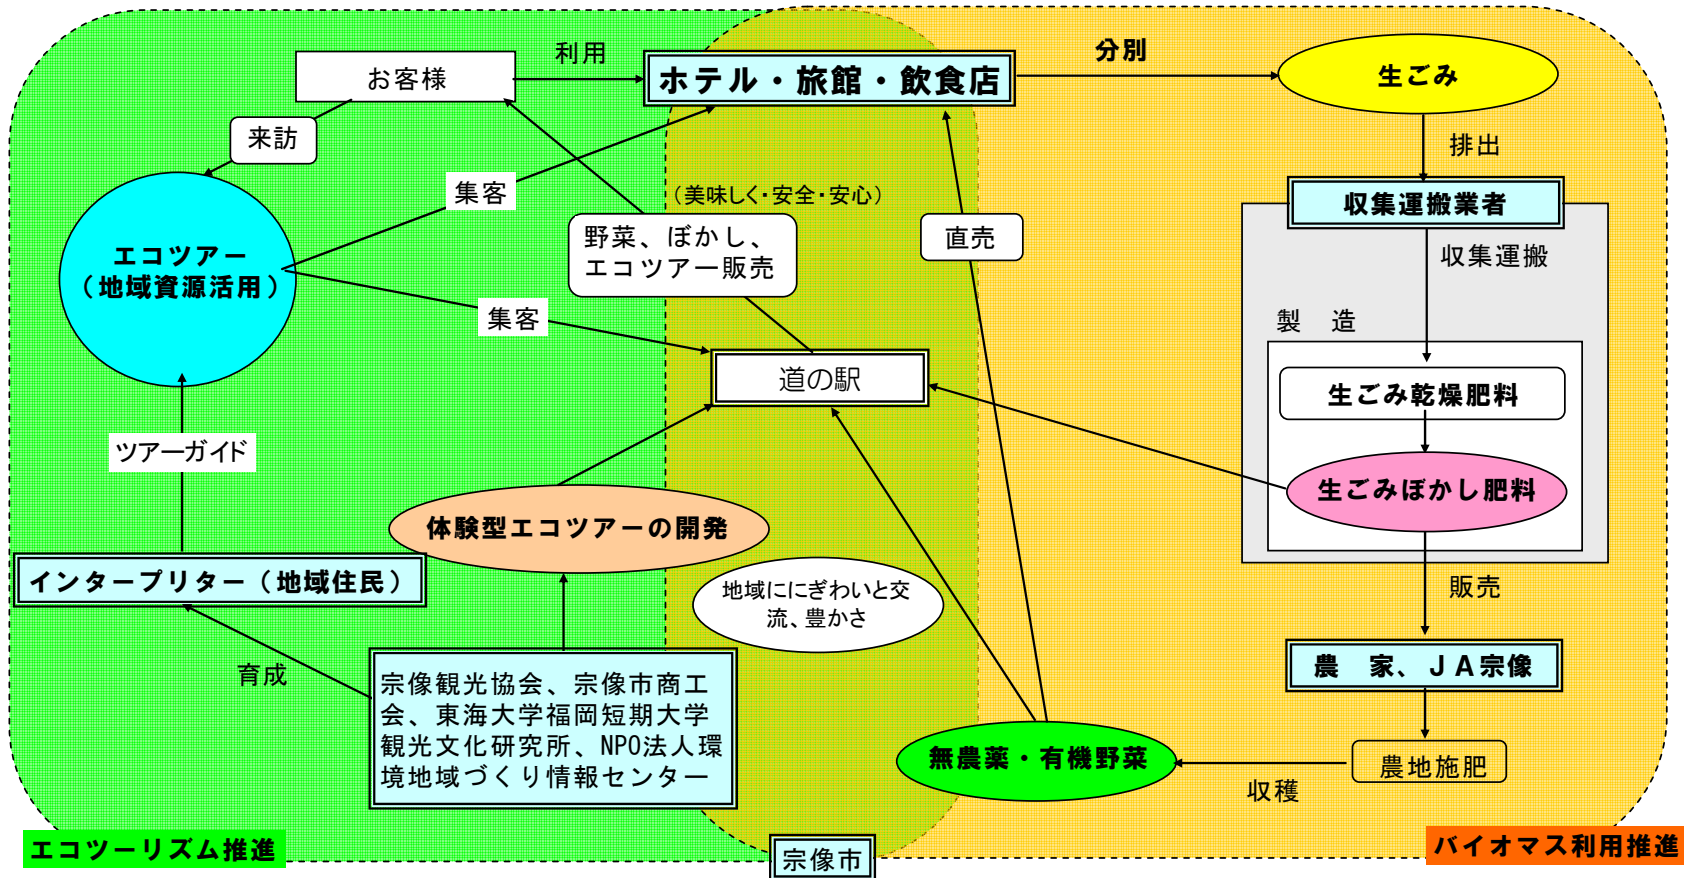 お客様
利用
ホテル・旅館・飲食店
分別
生ごみ
来訪
排出
集客
(美味しく・安全・安心)
収集運搬業者
野菜、ぼかし、
エコツアー販売
直売
収集運搬
エコツアー
(地域資源活用)
集客
製 造
道の駅
生ごみ乾燥肥料
ツアーガイド
生ごみぼかし肥料
体験型エコツアーの開発
インタープリター(地域住民)
地域ににぎわいと交
流、豊かさ
販売
育成
農 家、JA宗像
宗像観光協会、宗像市商工
会、東海大学福岡短期大学
観光文化研究所、NPO法人環
境地域づくり情報センター
無農薬・有機野菜
農地施肥
収穫
エコツーリズム推進
宗像市
バイオマス利用推進